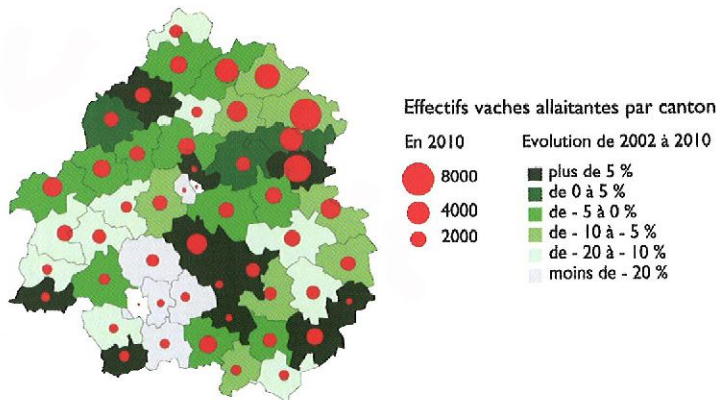 Effectifs vaches allaitantes par canton
En 2010
8000
4000
2000
Evolution de 2002 à 2010
plus de 5 %
de 0 à 5 %
de - 5 à 0 %
de - 10 à - 5 %
de - 20 à - 10 %
moins de - 20 %